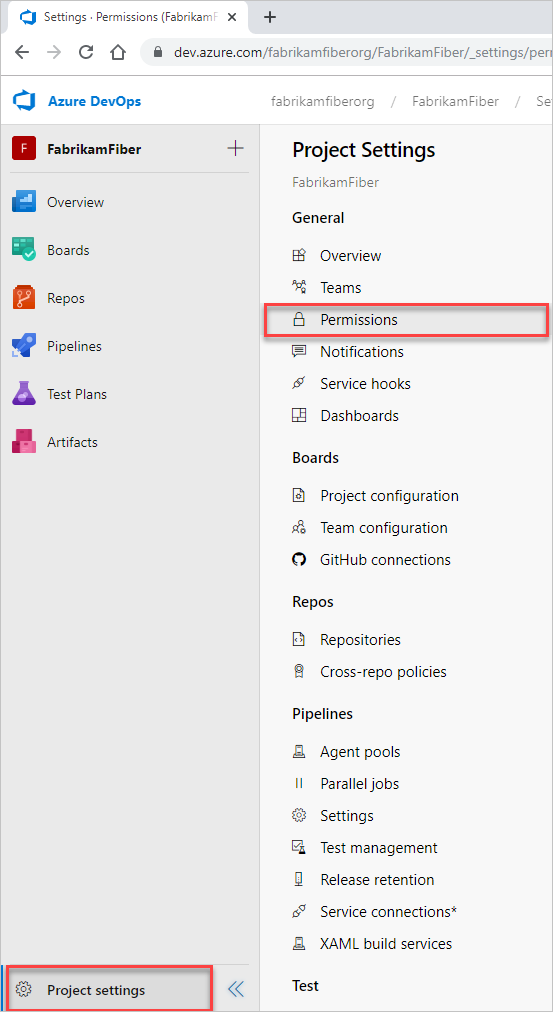 Settings · Permissions (FabrikamF
dev.azure.com/fabrikamfiberorg/FabrikamFiber/_settings/per
Azure DevOps
fabrikamfiberorg / FabrikamFiber / Se
F FabrikamFiber
Overview
Boards
Repos
Pipelines
Test Plans
Artifacts
Project settings
Project Settings
FabrikamFiber
General
Overview
Teams
Permissions
Notifications
Service hooks
Dashboards
Boards
Project configuration
Team configuration
GitHub connections
Repos
Repositories
Cross-repo policies
Pipelines
Agent pools
Parallel jobs
Settings
Test management
Release retention
Service connections*
XAML build services
Test